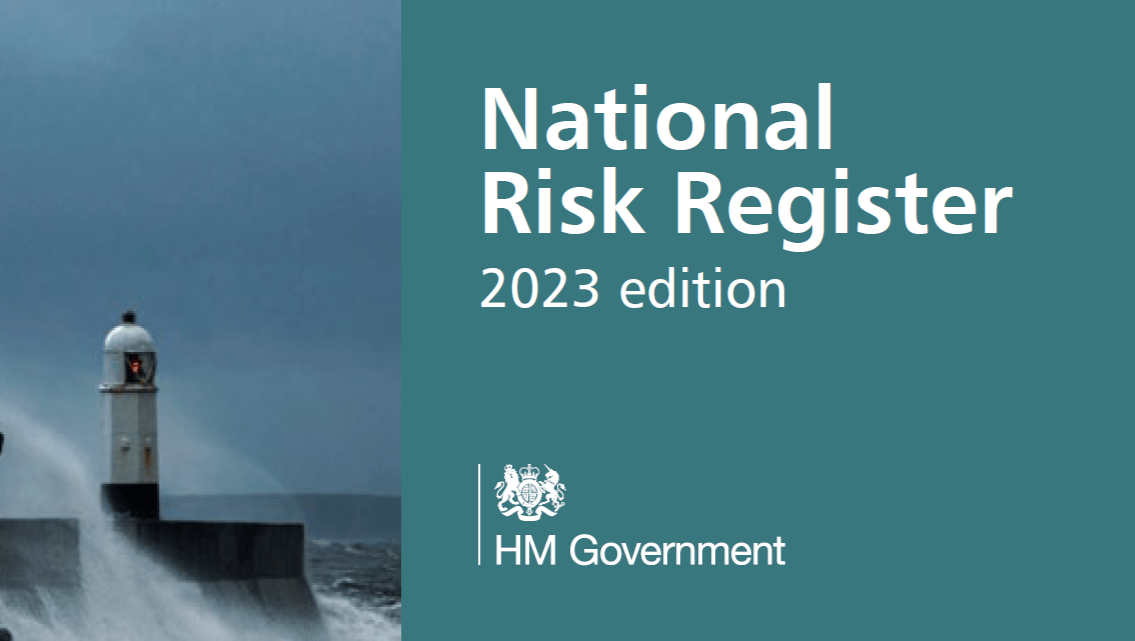 National
Risk Register
2023 edition
HM Government